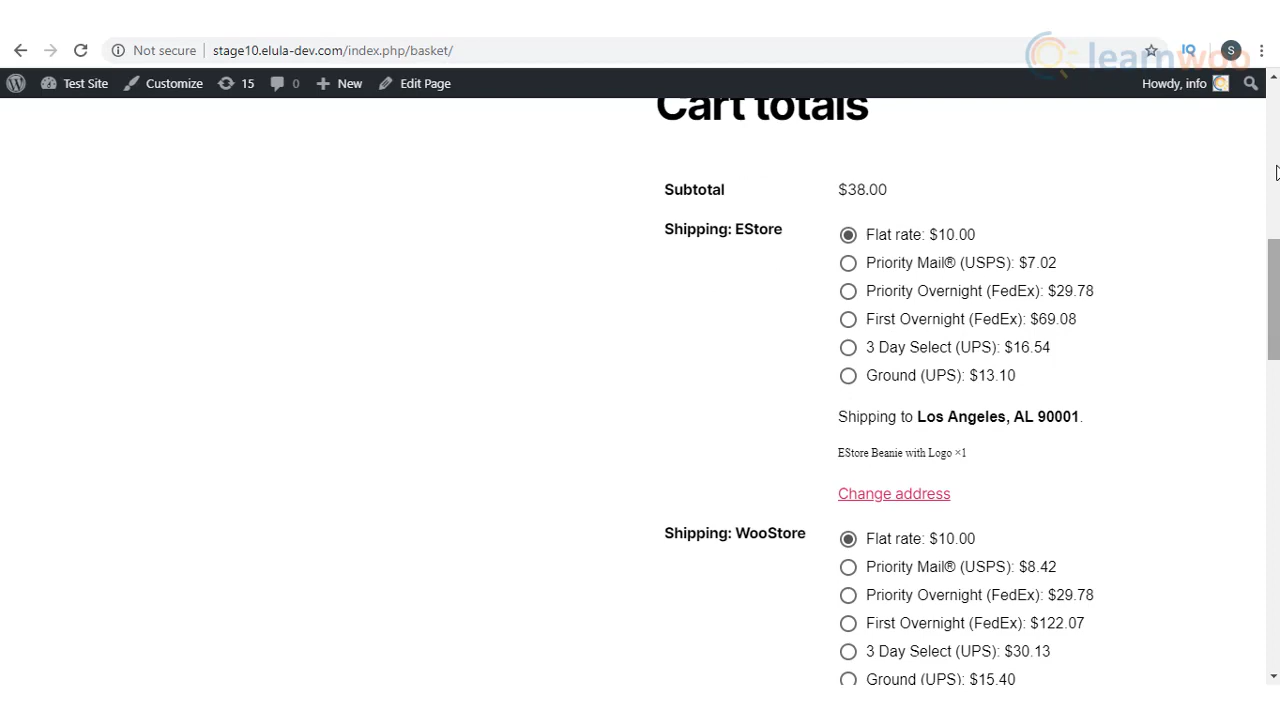 Not secure
stage10.elula-dev.com/index.php/basket/
IQ
S
learnwoo
Test Site
Customize
15
0
New
Edit Page
Howdy, info
Cart totals
Subtotal
$38.00
Shipping: EStore
Flat rate: $10.00
Priority Mail® (USPS): $7.02
Priority Overnight (FedEx): $29.78
First Overnight (FedEx): $69.08
3 Day Select (UPS): $16.54
Ground (UPS): $13.10
Shipping to Los Angeles, AL 90001.
EStore Beanie with Logo ×1
Change address
Shipping: WooStore
Flat rate: $10.00
Priority Mail® (USPS): $8.42
Priority Overnight (FedEx): $29.78
First Overnight (FedEx): $122.07
3 Day Select (UPS): $30.13
Ground (UPS): $15.40